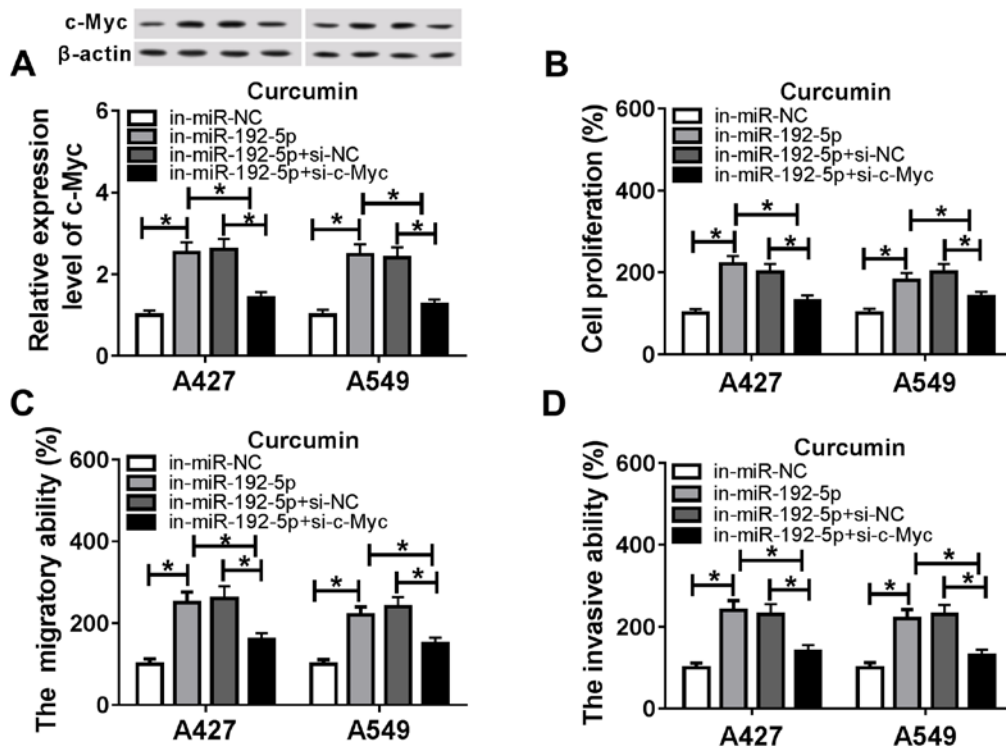 c-Myc
β-actin
A
Curcumin
in-miR-NC
in-miR-192-5p
in-miR-192-5p+si-NC
in-miR-192-5p+si-c-Myc
Relative expression
level of c-Myc
6
4
2
0
* * * * * *
A427 A549
B
Curcumin
in-miR-NC
in-miR-192-5p
in-miR-192-5p+si-NC
in-miR-192-5p+si-c-Myc
Cell proliferation (%)
600
400
200
0
* * * * * *
A427 A549
C
Curcumin
in-miR-NC
in-miR-192-5p
in-miR-192-5p+si-NC
in-miR-192-5p+si-c-Myc
The migratory ability (%)
600
400
200
0
* * * * * *
A427 A549
D
Curcumin
in-miR-NC
in-miR-192-5p
in-miR-192-5p+si-NC
in-miR-192-5p+si-c-Myc
The invasive ability (%)
600
400
200
0
* * * * * *
A427 A549